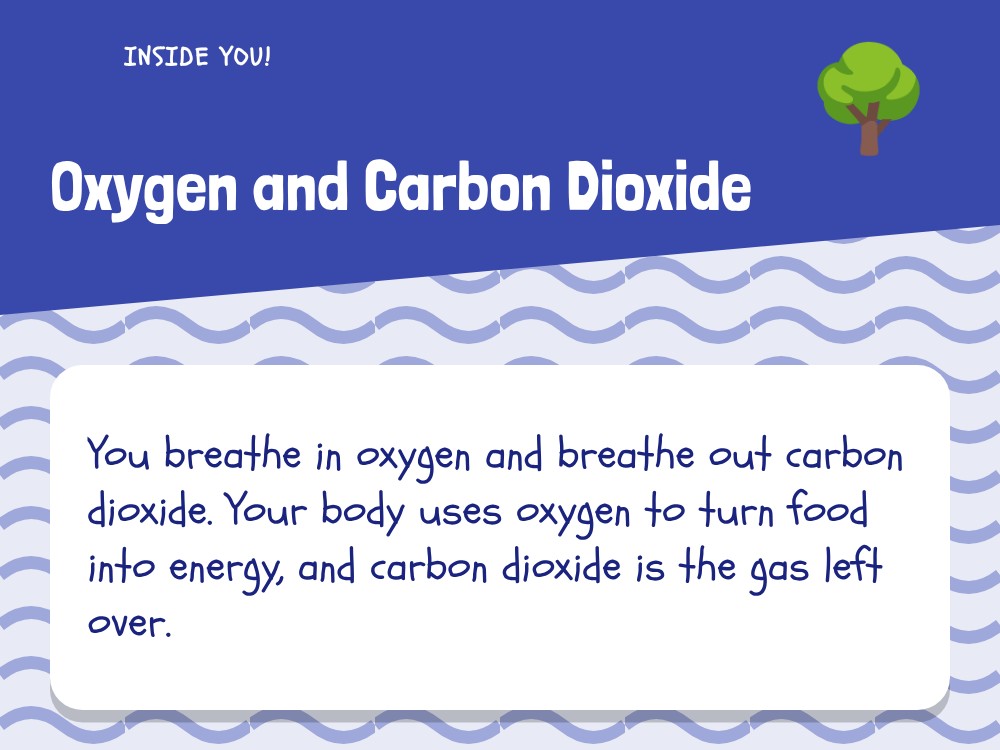 INSIDE YOU!
Oxygen and Carbon Dioxide
You breathe in oxygen and breathe out carbon
dioxide. Your body uses oxygen to turn food
into energy, and carbon dioxide is the gas left
over.